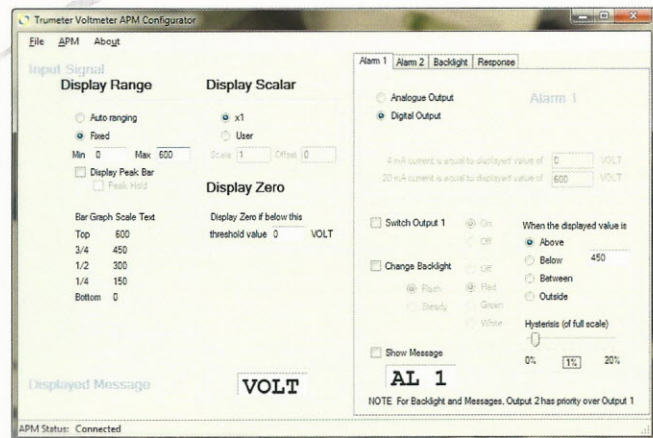 Trumeter Voltmeter APM Configurator
File APM About
Input Signal
Display Range
Auto ranging
Fixed
Min 0 Max 600
Display Peak Bar
Peak Hold
Bar Graph Scale Text
Top 600
3/4 450
1/2 300
1/4 150
Bottom 0
Display Scalar
x1
User
Scale 1 Offset 0
Display Zero
Display Zero if below this
threshold value 0 VOLT
Displayed Message
VOLT
Alarm 1 Alarm 2 Backlight Response
Analogue Output
Digital Output
Alarm 1
4 mA current is equal to displayed value of 0 VOLT
20 mA current is equal to displayed value of 600 VOLT
Switch Output 1 On
Off
Change Backlight Off
Flash Red
Steady Green
White
When the displayed value is
Above
Below 450
Between
Outside
Hysterisis (of full scale)
0% 1% 20%
Show Message
AL 1
NOTE For Backlight and Messages, Output 2 has priority over Output 1
APM Status: Connected